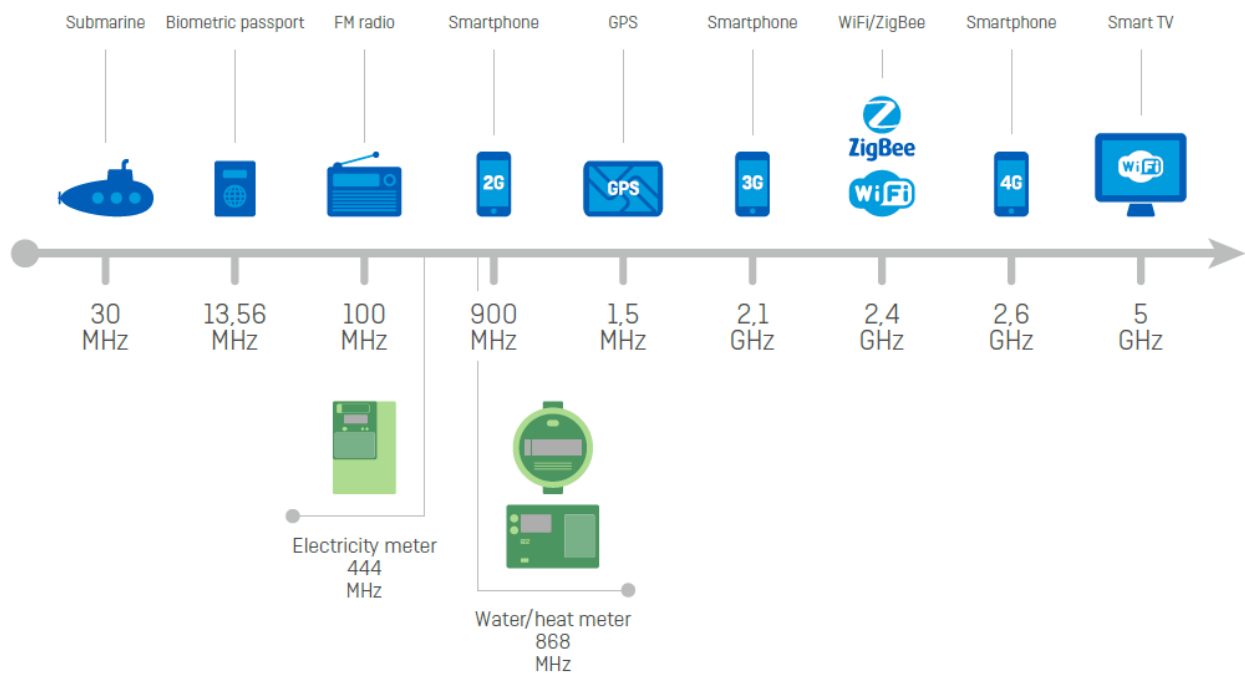 Submarine
Biometric passport
FM radio
Smartphone
GPS
Smartphone
WiFi/ZigBee
Smartphone
Smart TV
ZigBee
WiFi
2G
GPS
3G
4G
WiFi
30
MHz
13,56
MHz
100
MHz
900
MHz
1,5
MHz
2,1
GHz
2,4
GHz
2,6
GHz
5
GHz
Electricity meter
444
MHz
Water/heat meter
868
MHz